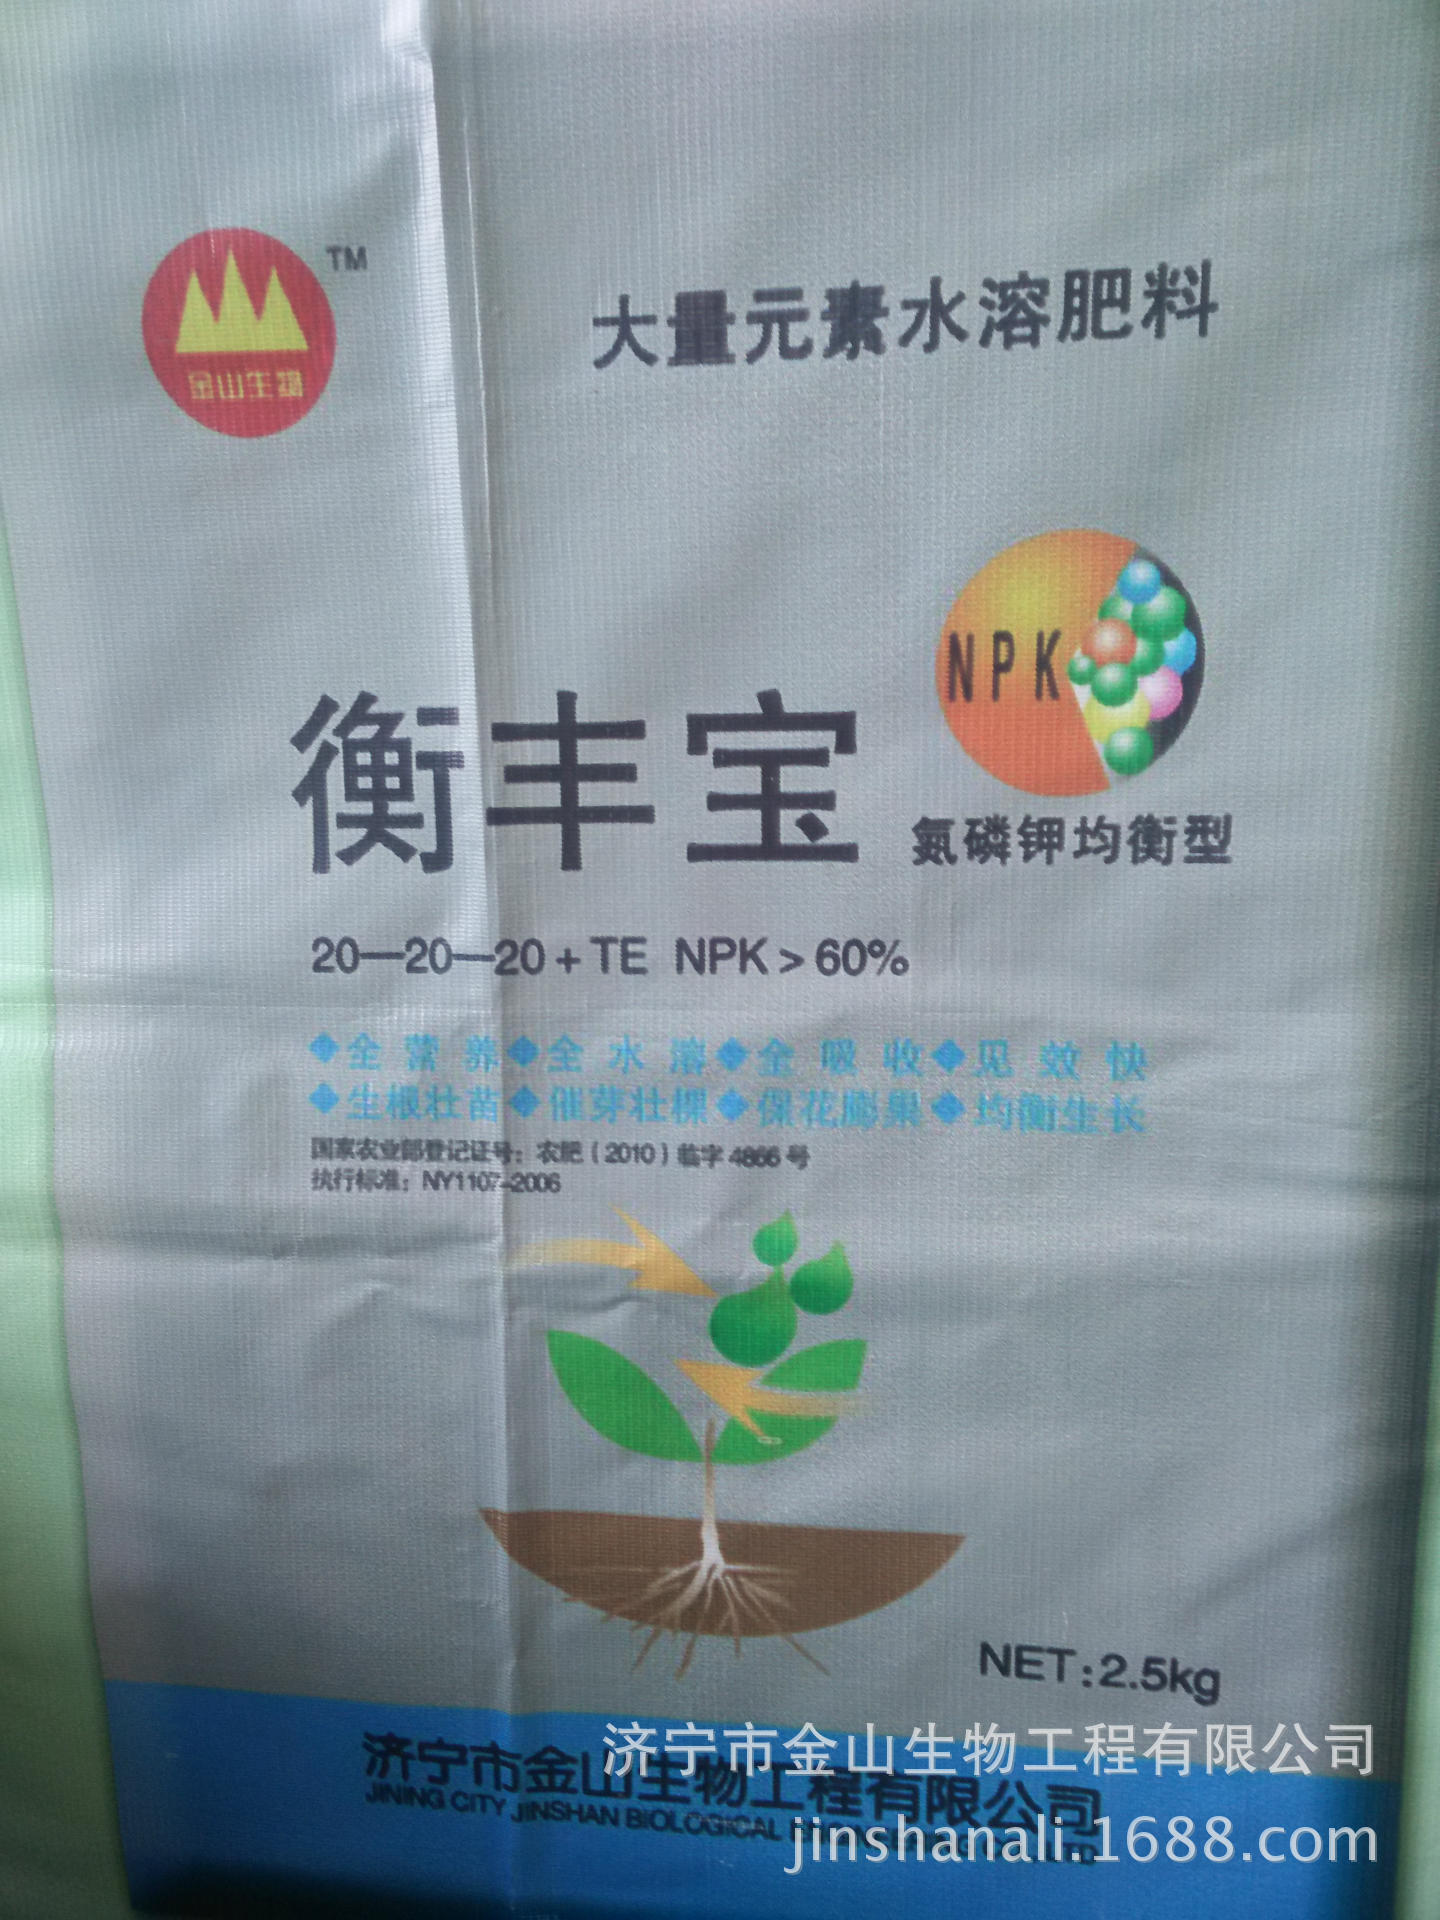 TM
金山生物
大量元素水溶肥料
NPK
衡丰宝
氮磷钾均衡型
20—20—20+TE NPK>60%
◆全营养◆全水溶◆全吸收◆见效快
◆生根壮苗◆催芽壮棵◆保花膨果◆均衡生长
国家农业部登记证号：农肥（2010）临字4866号
执行标准：NY1107-2006
NET:2.5kg
济宁市金山生物工程有限公司
济宁市金山生物工程有限公司
JINING CITY JINSHAN BIOLOGICAL
jinshanali.1688.com